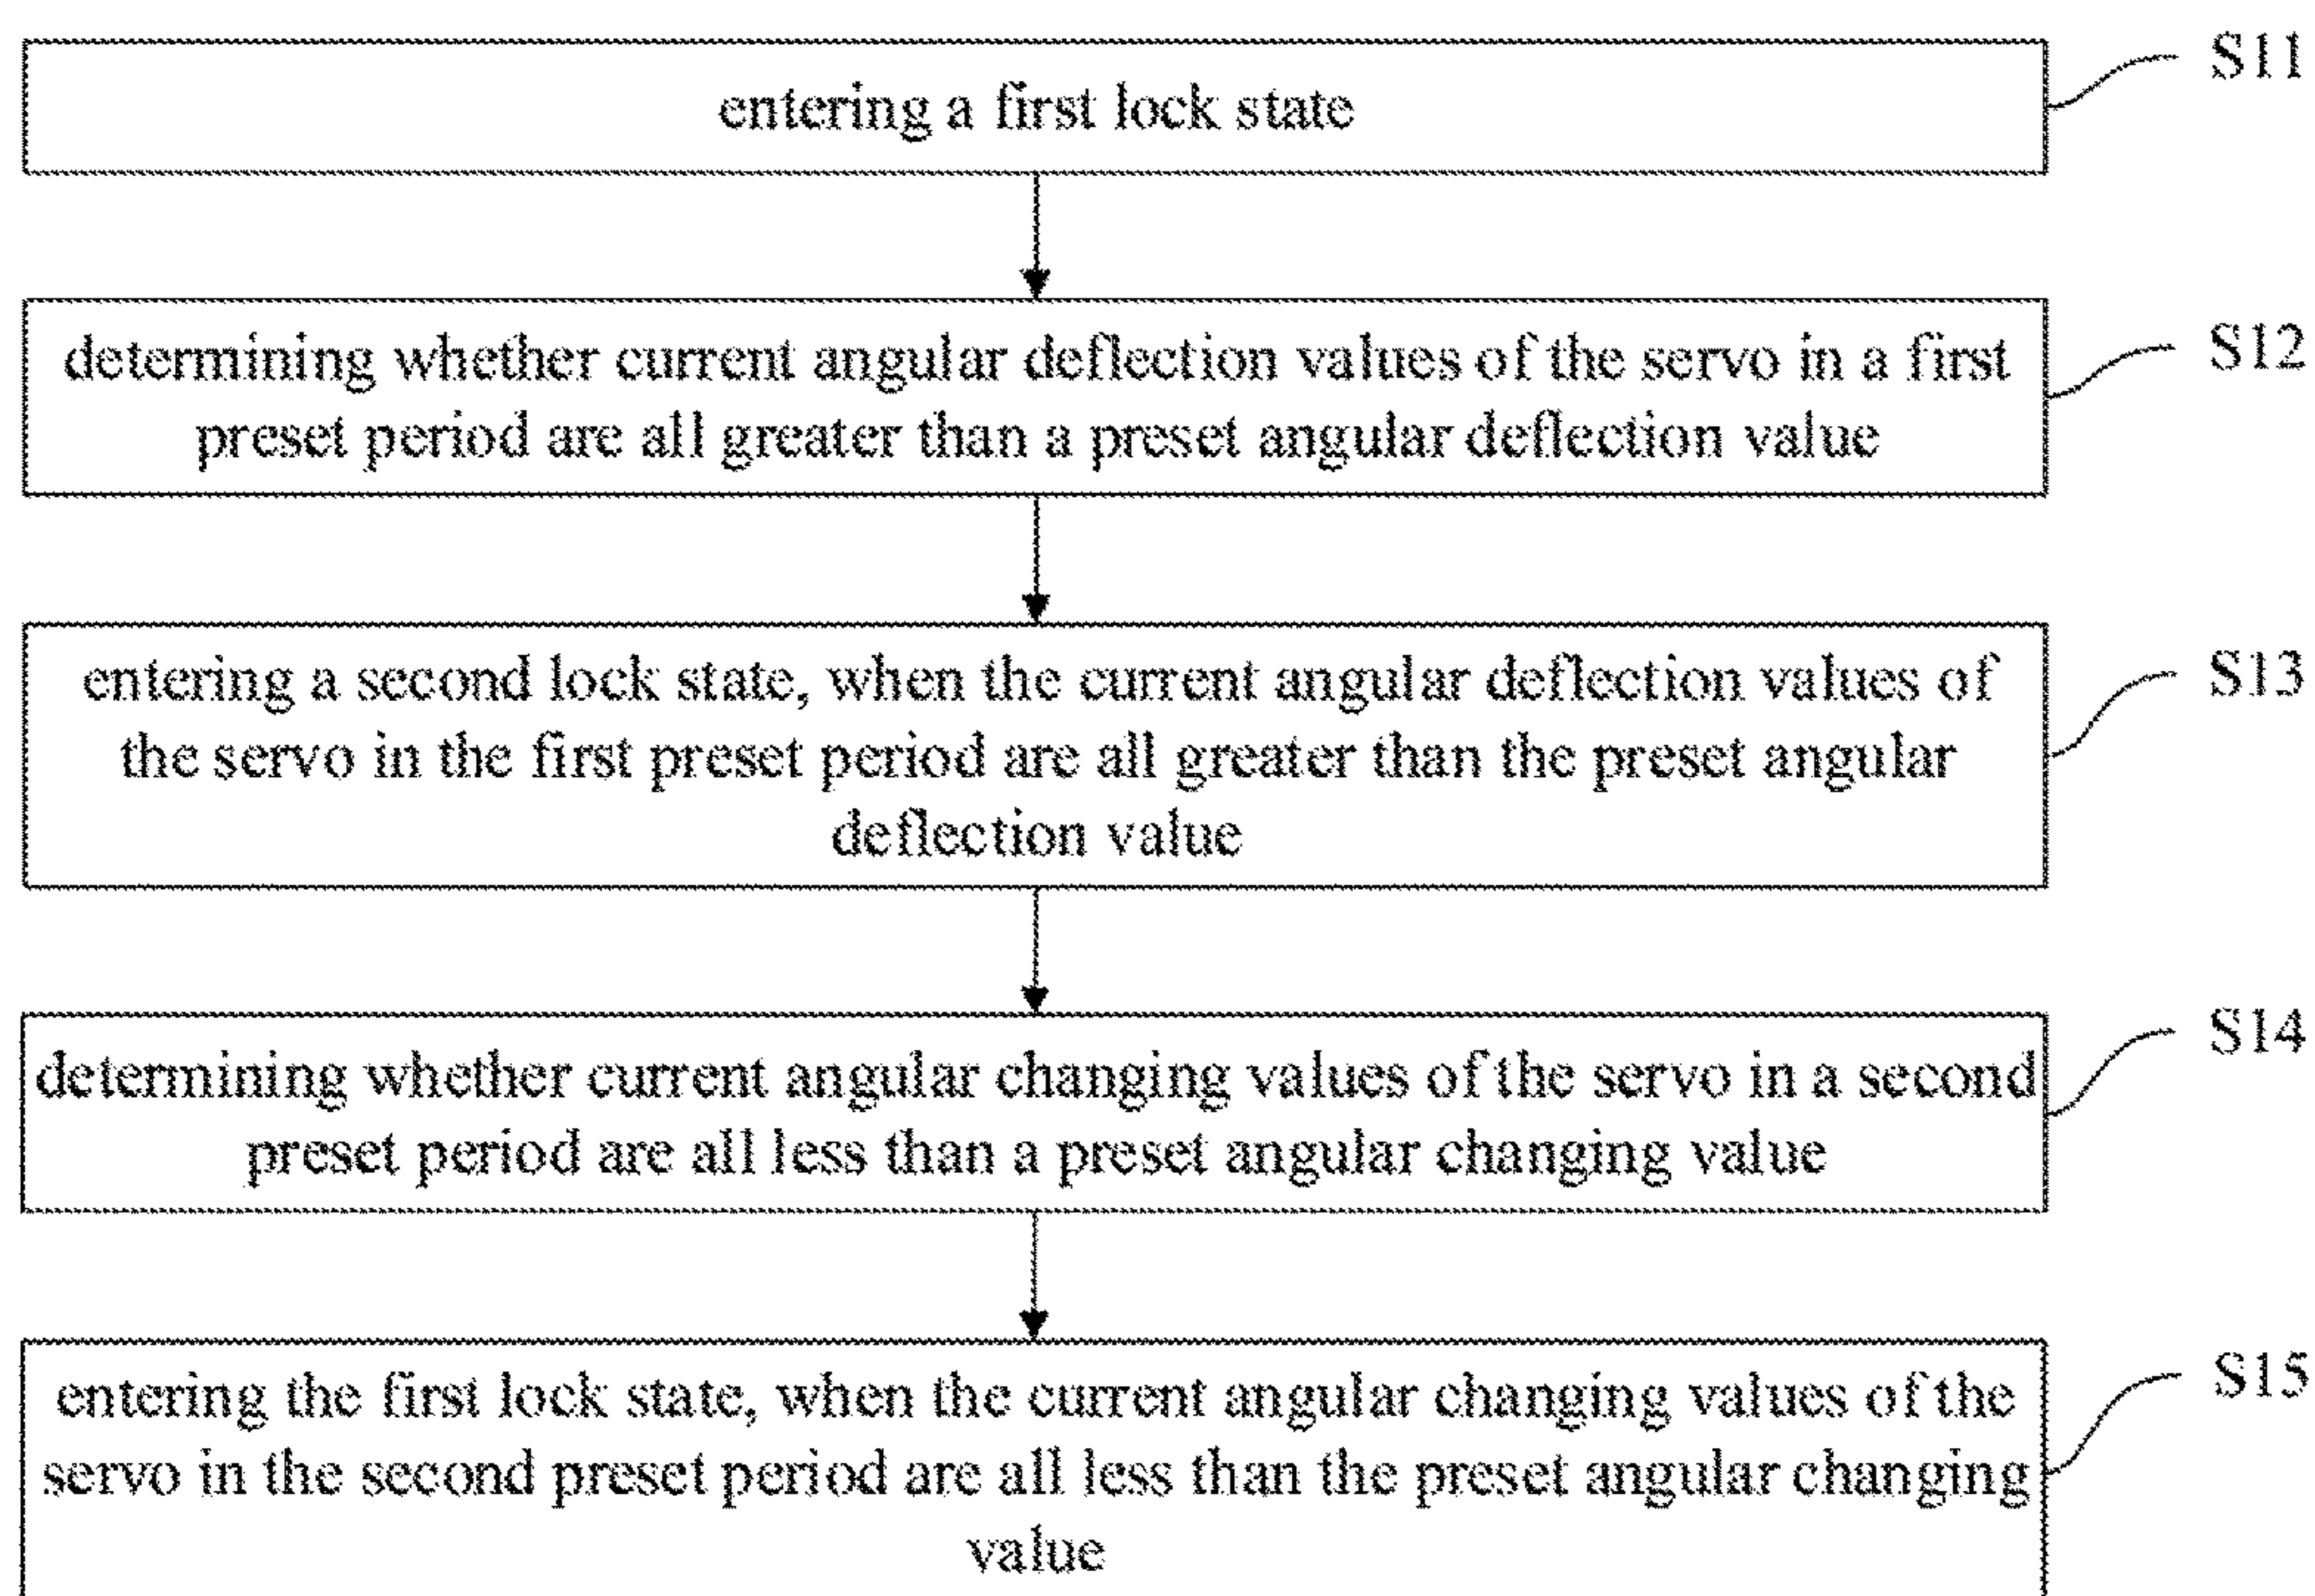 S11
entering a first lock state
S12
determining whether current angular deflection values of the servo in a first
preset period are all greater than a preset angular deflection value
S13
entering a second lock state, when the current angular deflection values of
the servo in the first preset period are all greater than the preset angular
deflection value
S14
determining whether current angular changing values of the servo in a second
preset period are all less than a preset angular changing value
S15
entering the first lock state, when the current angular changing values of the
servo in the second preset period are all less than the preset angular changing
value